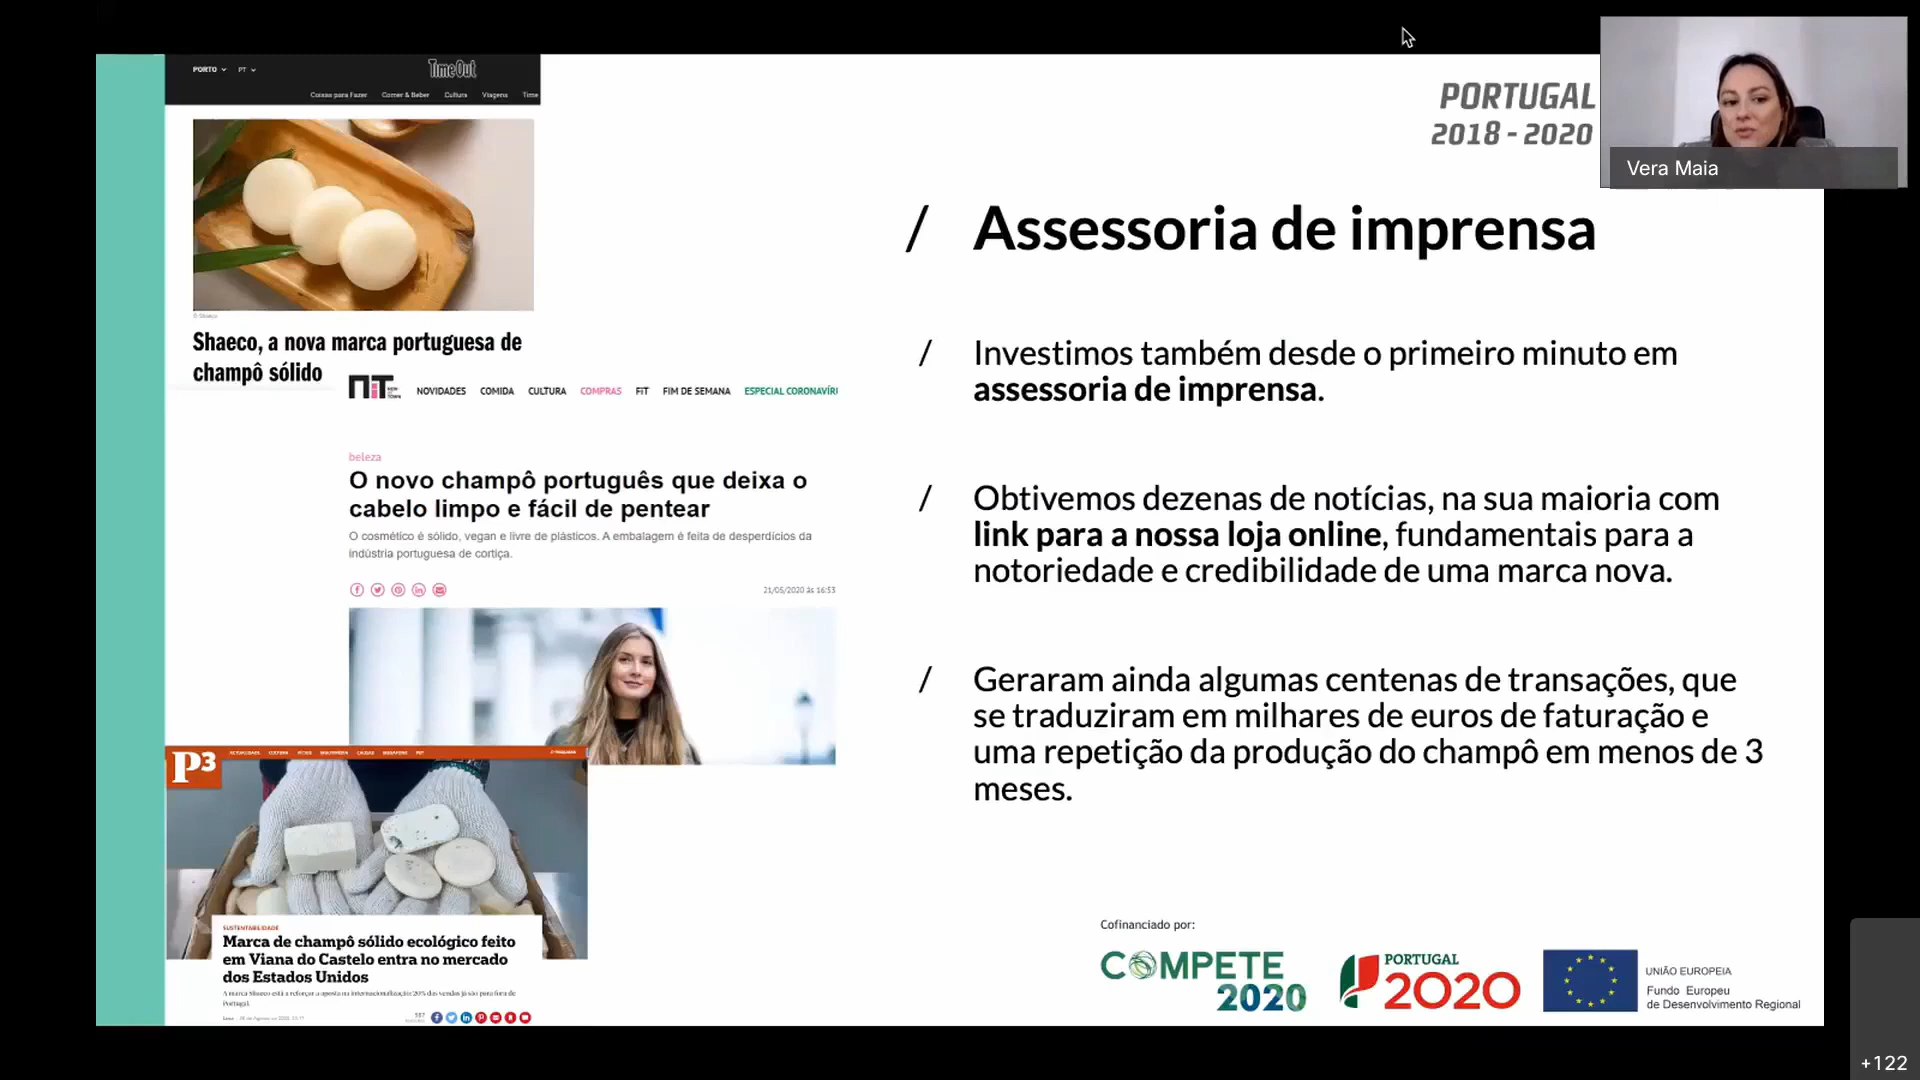 PORTO
PT
TimeOut
Coisas para Fazer
Comer & Beber
Cultura
Viagens
Time
PORTUGAL
2018 - 2020
Vera Maia
/ Assessoria de imprensa
© Shaeco
Shaeco, a nova marca portuguesa de
champô sólido
NiT
NOVIDADES
COMIDA
CULTURA
COMPRAS
FiT
FIM DE SEMANA
ESPECIAL CORONAVÍR
beleza
O novo champô português que deixa o
cabelo limpo e fácil de pentear
O cosmético é sólido, vegan e livre de plásticos. A embalagem é feita de desperdícios da
indústria portuguesa de cortiça.
21/05/2020 às 16:53
/ Investimos também desde o primeiro minuto em
assessoria de imprensa.
/ Obtivemos dezenas de notícias, na sua maioria com
link para a nossa loja online, fundamentais para a
notoriedade e credibilidade de uma marca nova.
/ Geraram ainda algumas centenas de transações, que
se traduziram em milhares de euros de faturação e
uma repetição da produção do champô em menos de 3
meses.
P3
SUSTENTABILIDADE
Marca de champô sólido ecológico feito
em Viana do Castelo entra no mercado
dos Estados Unidos
A marca Shaeco está a reforçar a aposta na internacionalização: 20% das vendas já são para fora de
Portugal.
Cofinanciado por:
COMPETE
2020
PORTUGAL
2020
UNIÃO EUROPEIA
Fundo Europeu
de Desenvolvimento Regional
+122